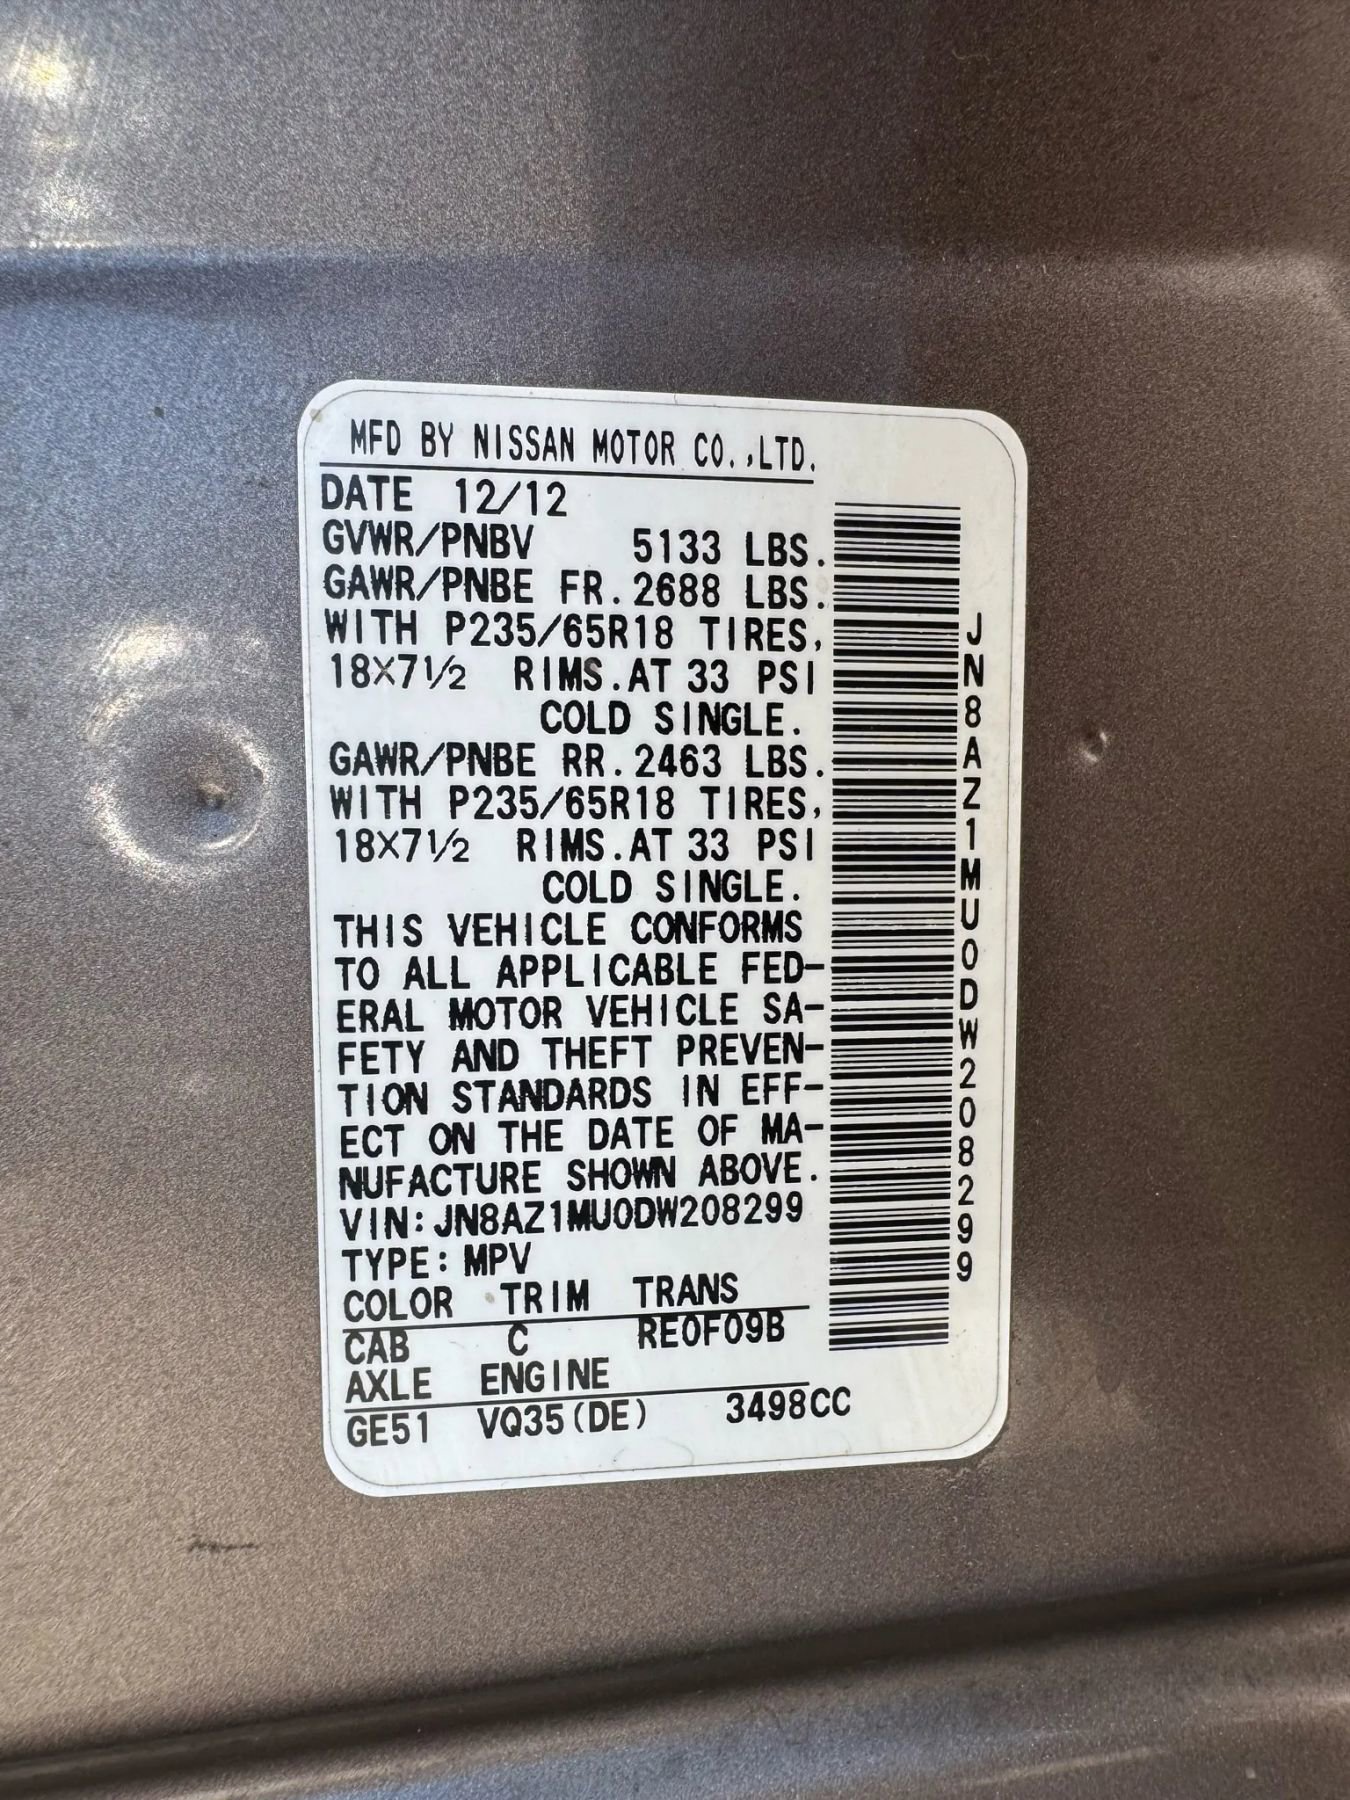 MFD BY NISSAN MOTOR CO.,LTD.
DATE 12/12
GVWR/PNBV 5133 LBS.
GAWR/PNBE FR.2688 LBS.
WITH P235/65R18 TIRES,
18×7½ RIMS.AT 33 PSI
COLD SINGLE.
GAWR/PNBE RR.2463 LBS.
WITH P235/65R18 TIRES,
18×7½ RIMS.AT 33 PSI
COLD SINGLE.
THIS VEHICLE CONFORMS
TO ALL APPLICABLE FED-
ERAL MOTOR VEHICLE SA-
FETY AND THEFT PREVEN-
TION STANDARDS IN EFF-
ECT ON THE DATE OF MA-
NUFACTURE SHOWN ABOVE.
VIN:JN8AZ1MU0DW208299
TYPE:MPV
COLOR TRIM TRANS
CAB C RE0F09B
AXLE ENGINE
GE51 VQ35(DE) 3498CC
JN8AZ1MU0DW208299